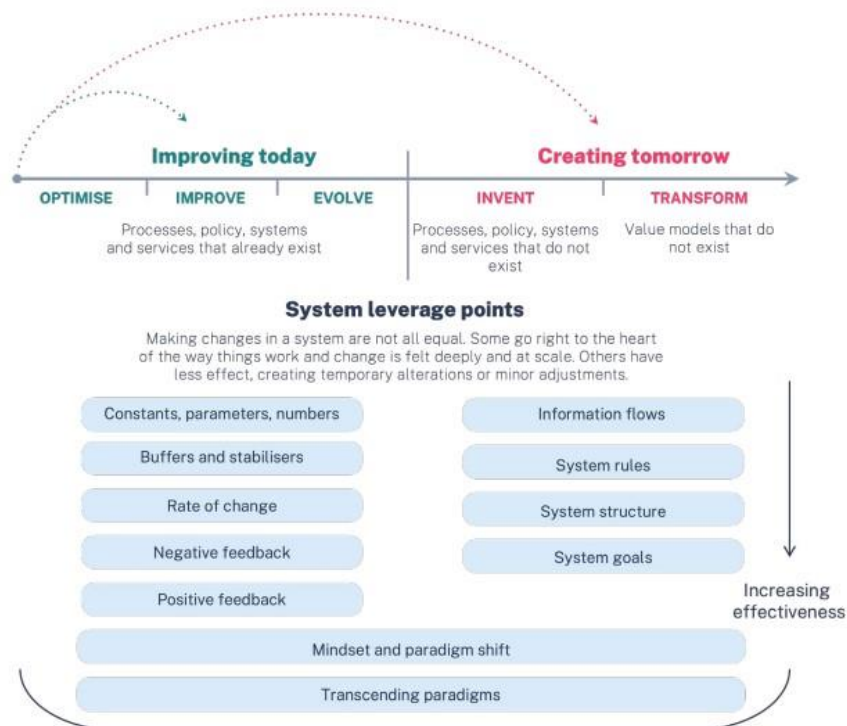 Improving today
Creating tomorrow
OPTIMISE
IMPROVE
EVOLVE
INVENT
TRANSFORM
Processes, policy, systems
and services that already exist
Processes, policy, systems
and services that do not
exist
Value models that do
not exist
System leverage points
Making changes in a system are not all equal. Some go right to the heart
of the way things work and change is felt deeply and at scale. Others have
less effect, creating temporary alterations or minor adjustments.
Constants, parameters, numbers
Buffers and stabilisers
Rate of change
Negative feedback
Positive feedback
Information flows
System rules
System structure
System goals
Increasing
effectiveness
Mindset and paradigm shift
Transcending paradigms